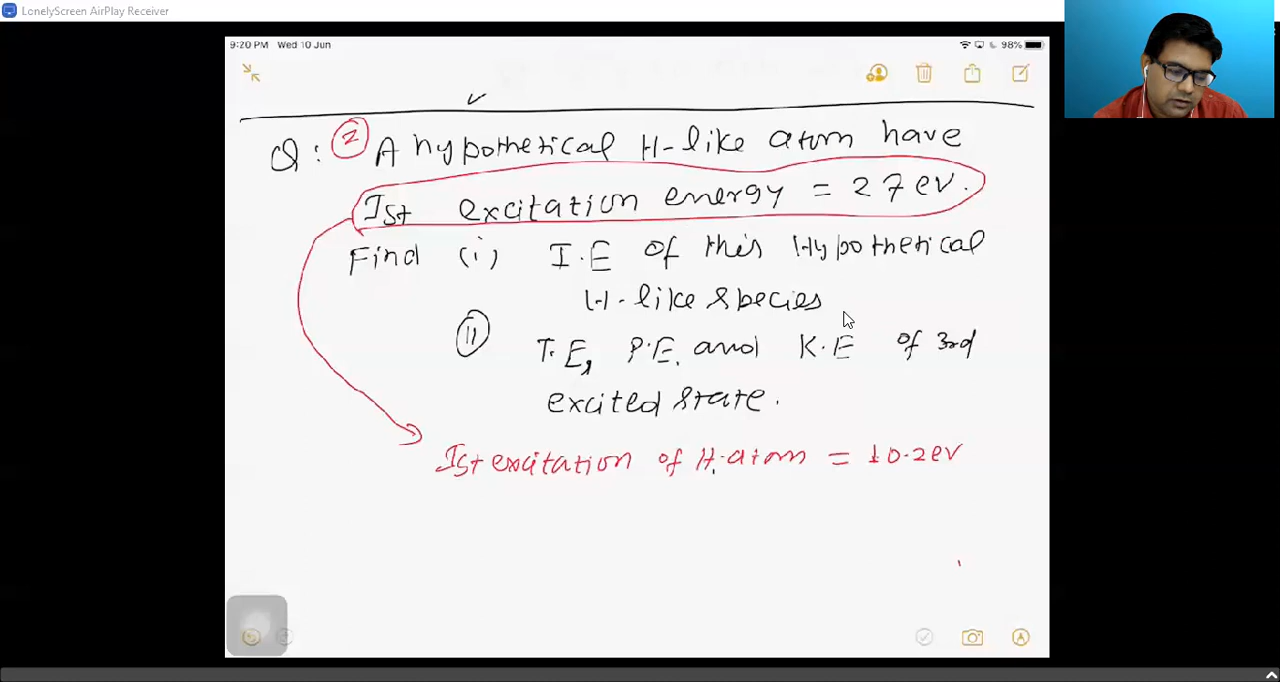 LonelyScreen AirPlay Receiver
9:20 PM Wed 10 Jun
98%
Q: 2 A hypothetical H-like atom have
Ist excitation energy = 27 eV.
Find (i) I.E of this Hypothetical
H-like species
(ii) T.E, P.E. and K.E of 3rd
excited state.
Ist excitation of H.atom = 10.2eV